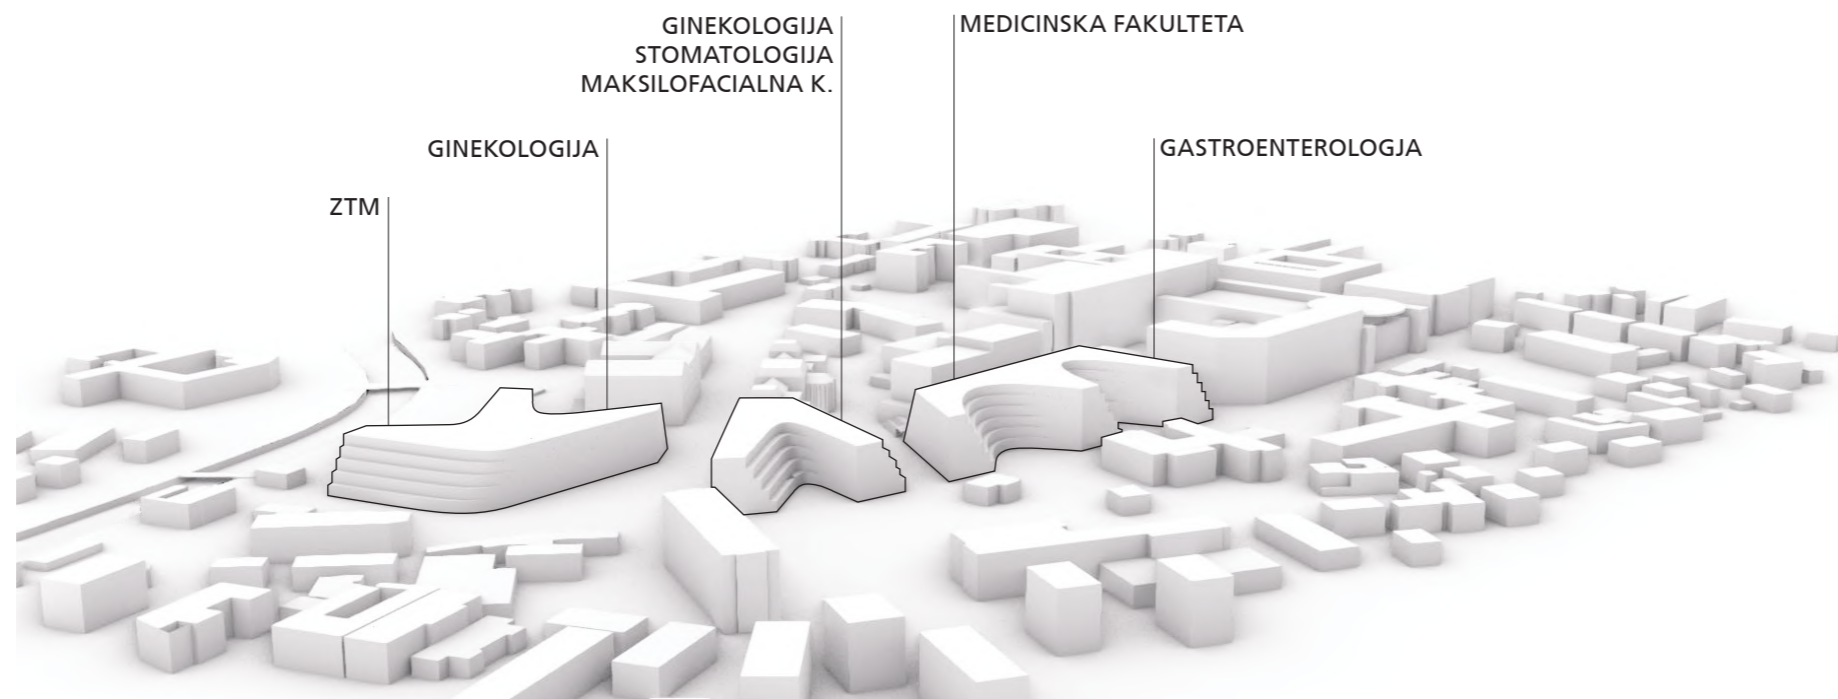 GINEKOLOGIJA
STOMATOLOGIJA
MAKSILOFACIALNA K.
MEDICINSKA FAKULTETA
GINEKOLOGIJA
GASTROENTEROLOGJA
ZTM